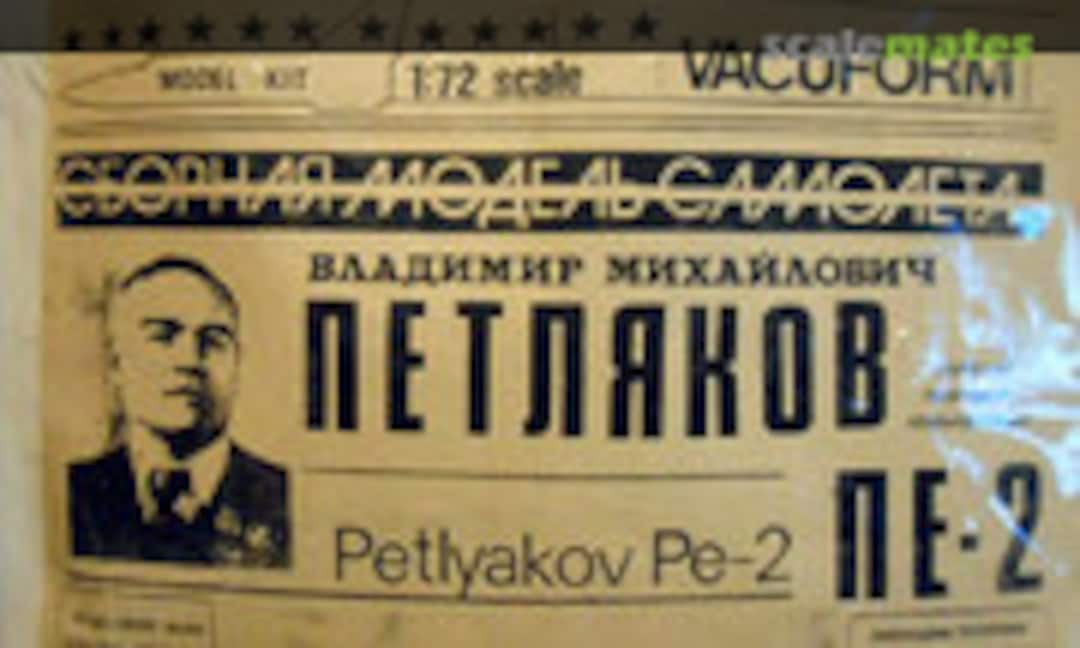 scalemates
MODEL KIT 1:72 scale VACUFORM
СБОРНАЯ МОДЕЛЬ САМОЛЕТА
ВЛАДИМИР МИХАЙЛОВИЧ
ПЕТЛЯКОВ
ПЕ-2
Petlyakov Pe-2